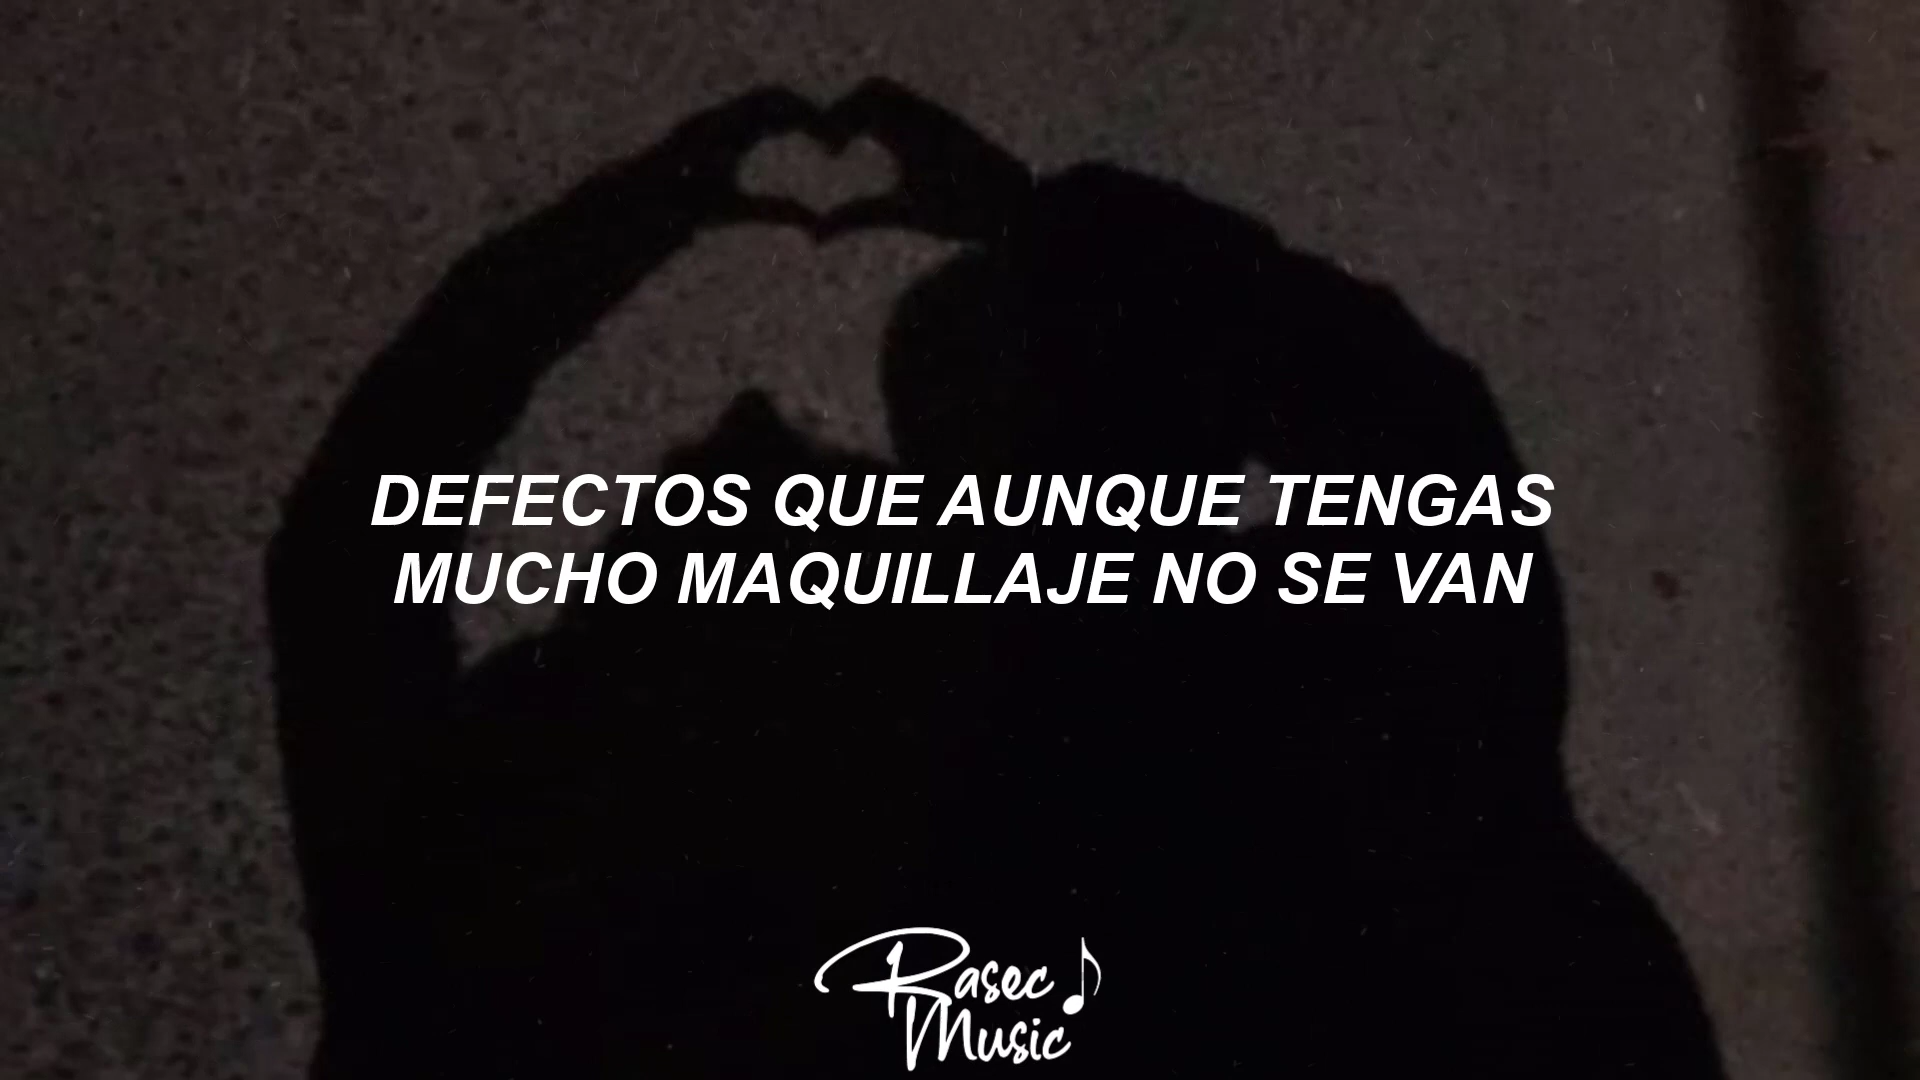 DEFECTOS QUE AUNQUE TENGAS
MUCHO MAQUILLAJE NO SE VAN
Rasec
Music